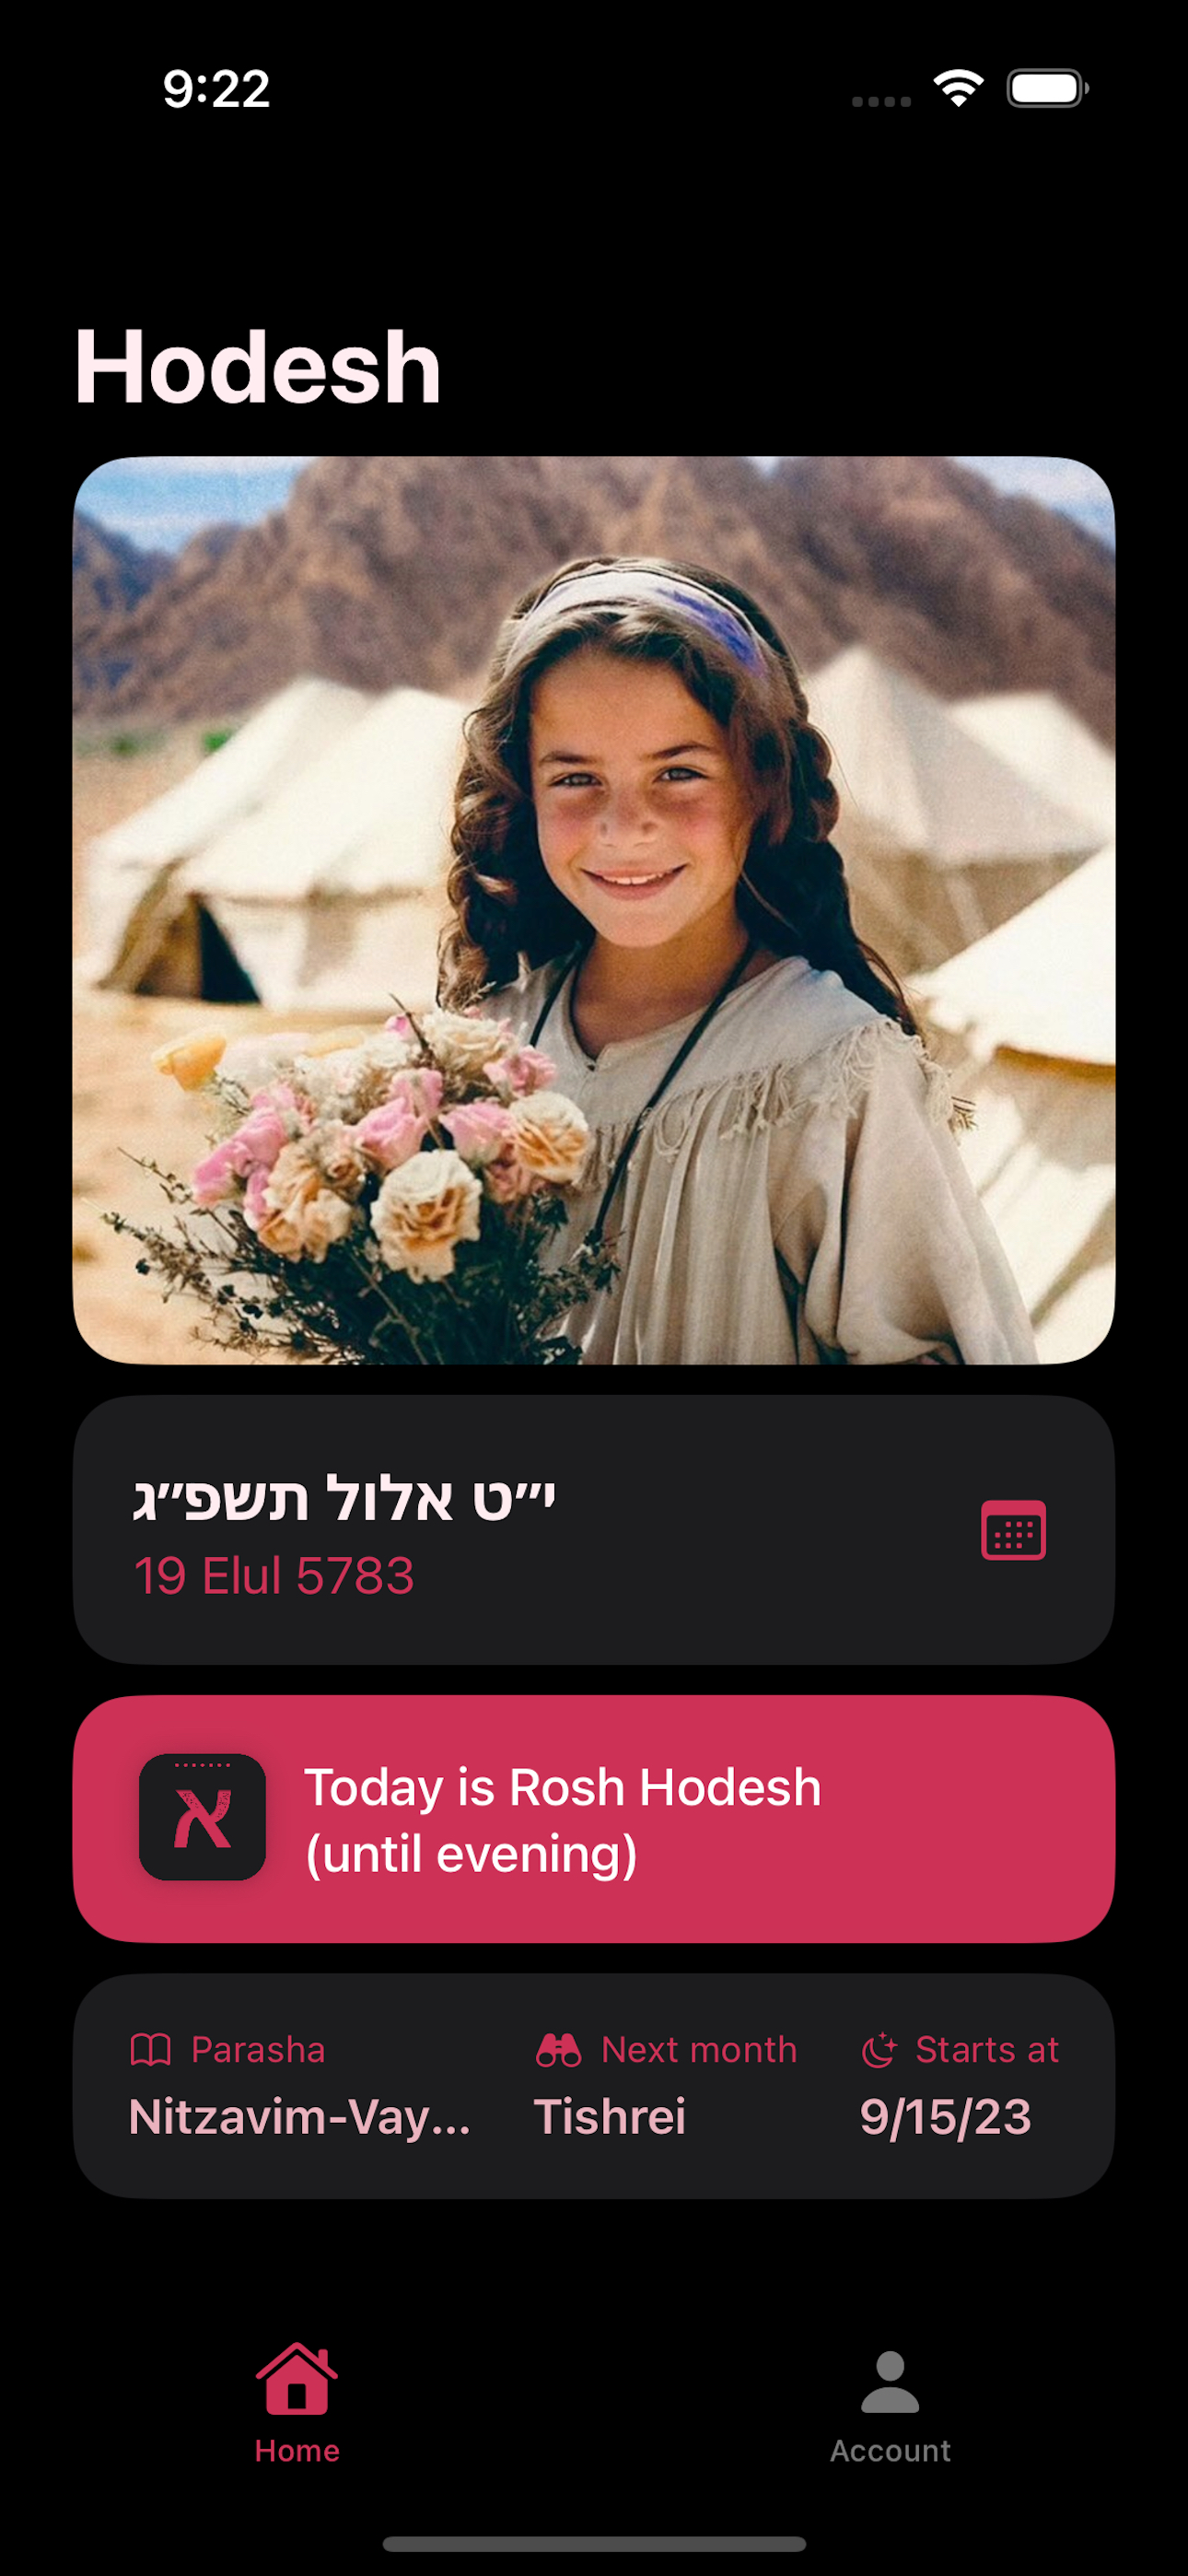 9:22
Hodesh
י״ט אלול תשפ״ג
19 Elul 5783
א
Today is Rosh Hodesh
(until evening)
Parasha
Nitzavim-Vay...
Next month
Tishrei
Starts at
9/15/23
Home
Account